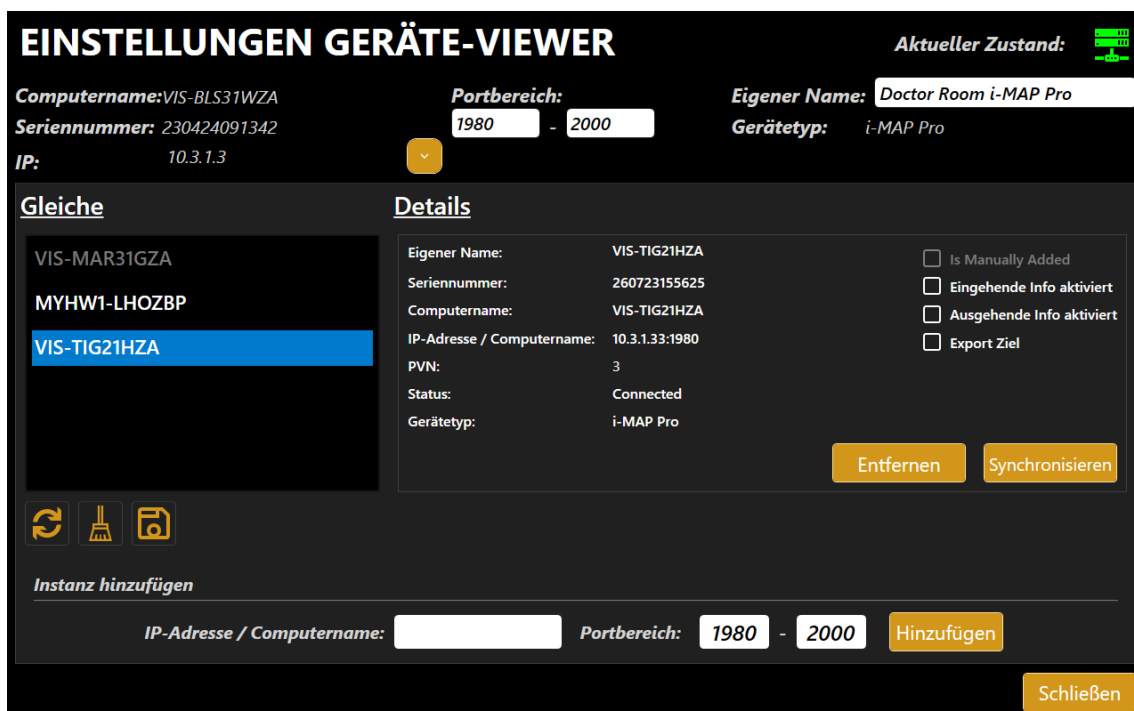 EINSTELLUNGEN GERÄTE-VIEWER
Aktueller Zustand:
Computername:VIS-BLS31WZA
Portbereich:
Eigener Name: Doctor Room i-MAP Pro
Seriennummer: 230424091342
1980 - 2000
Gerätetyp: i-MAP Pro
IP: 10.3.1.3
Gleiche
Details
VIS-MAR31GZA
MYHW1-LHOZBP
VIS-TIG21HZA
Eigener Name: VIS-TIG21HZA
Seriennummer: 260723155625
Computername: VIS-TIG21HZA
IP-Adresse / Computername: 10.3.1.33:1980
PVN: 3
Status: Connected
Gerätetyp: i-MAP Pro
Is Manually Added
Eingehende Info aktiviert
Ausgehende Info aktiviert
Export Ziel
Entfernen
Synchronisieren
Instanz hinzufügen
IP-Adresse / Computername:
Portbereich: 1980 - 2000
Hinzufügen
Schließen